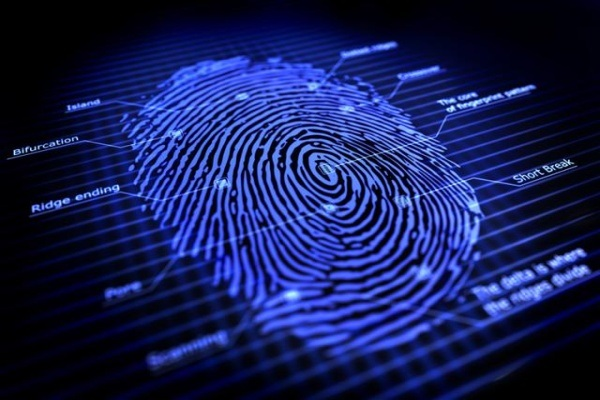 Island
Crossover
Bifurcation
The core
of fingerprint pattern
Ridge ending
Short Break
Pore
Scanning
The delta is where
the ridges divide